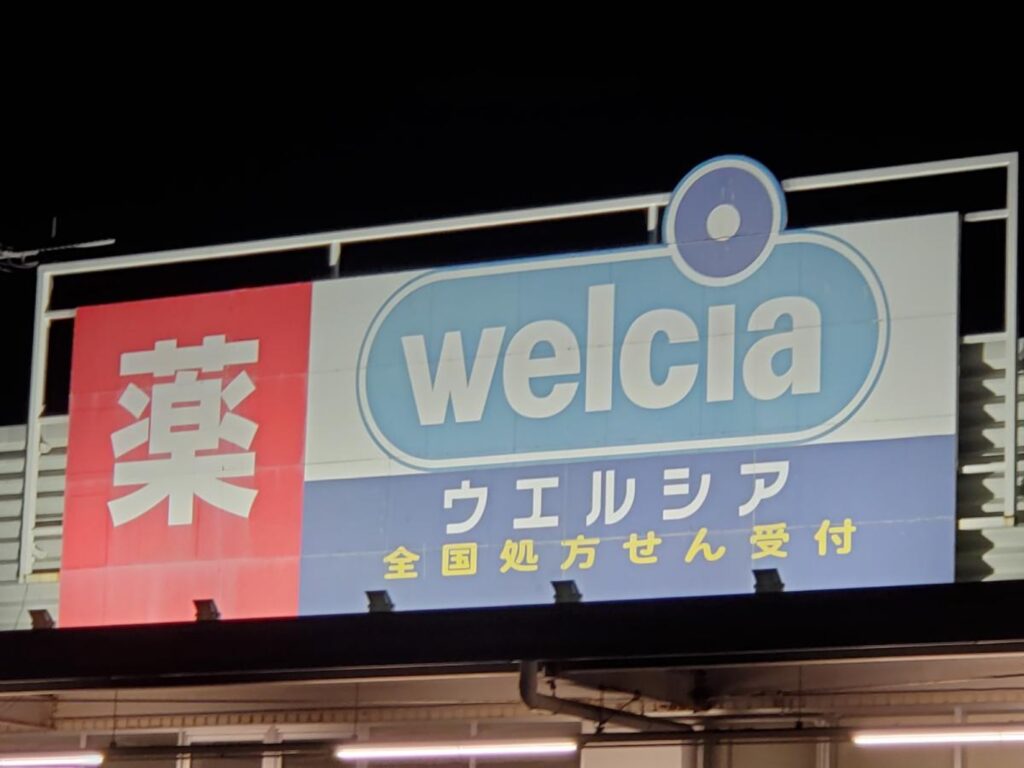 薬
welcia
ウエルシア
全国処方せん受付